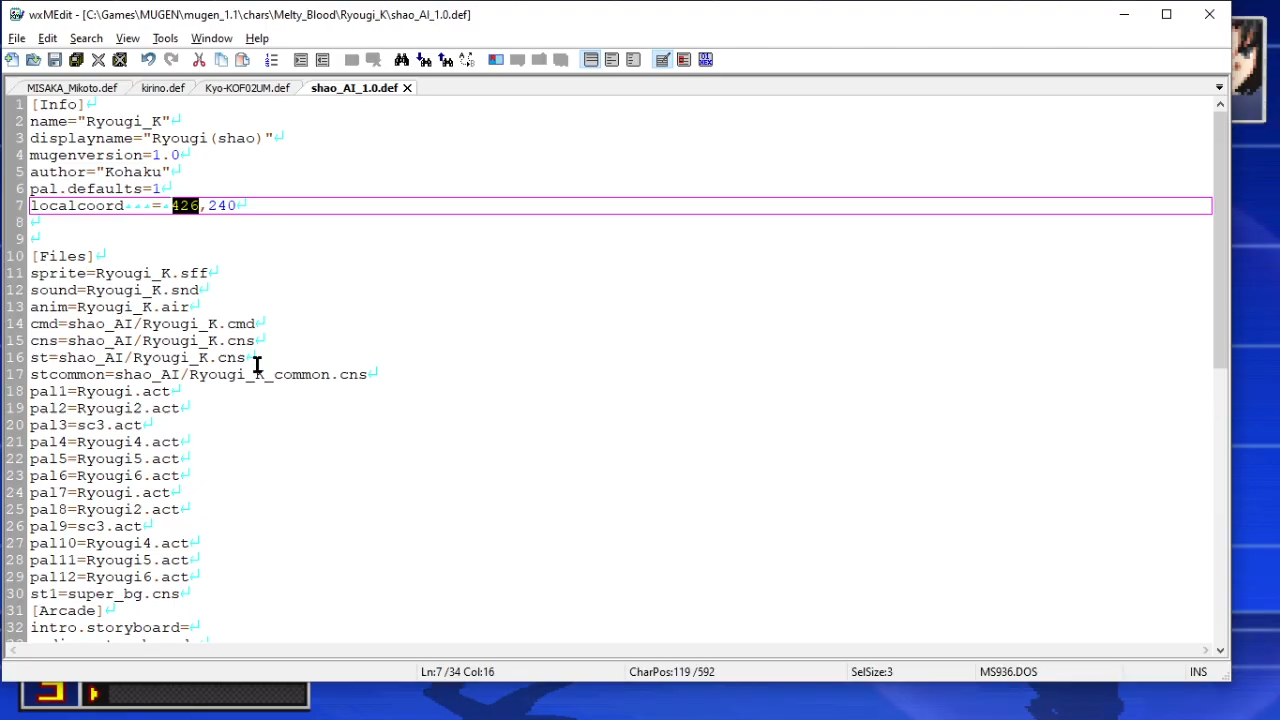 wxMEdit - [C:\Games\MUGEN\mugen_1.1\chars\Melty_Blood\Ryougi_K\shao_AI_1.0.def]
File Edit Search View Tools Window Help
MISAKA_Mikoto.def kirino.def Kyo-KOF02UM.def shao_AI_1.0.def
1 [Info]
2 name="Ryougi_K"
3 displayname="Ryougi(shao)"
4 mugenversion=1.0
5 author="Kohaku"
6 pal.defaults=1
7 localcoord   = 426,240
8
9
10 [Files]
11 sprite=Ryougi_K.sff
12 sound=Ryougi_K.snd
13 anim=Ryougi_K.air
14 cmd=shao_AI/Ryougi_K.cmd
15 cns=shao_AI/Ryougi_K.cns
16 st=shao_AI/Ryougi_K.cns
17 stcommon=shao_AI/Ryougi_K_common.cns
18 pal1=Ryougi.act
19 pal2=Ryougi2.act
20 pal3=sc3.act
21 pal4=Ryougi4.act
22 pal5=Ryougi5.act
23 pal6=Ryougi6.act
24 pal7=Ryougi.act
25 pal8=Ryougi2.act
26 pal9=sc3.act
27 pal10=Ryougi4.act
28 pal11=Ryougi5.act
29 pal12=Ryougi6.act
30 st1=super_bg.cns
31 [Arcade]
32 intro.storyboard=
Ln:7 /34 Col:16 CharPos:119 /592 SelSize:3 MS936.DOS INS